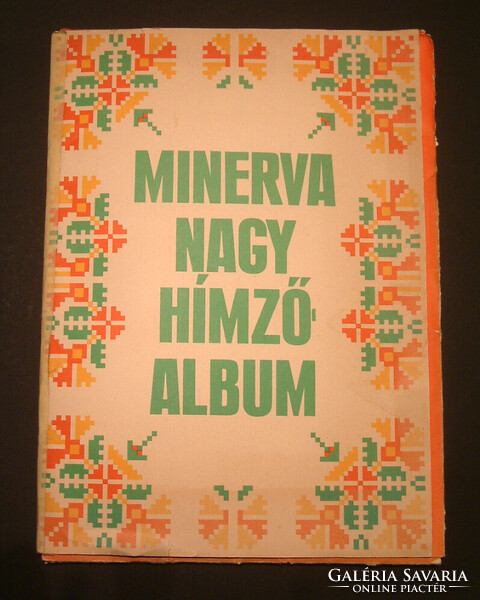 MINERVA
NAGY
HÍMZŐ-
ALBUM
GALÉRIA SAVARIA
ONLINE PIACTÉR